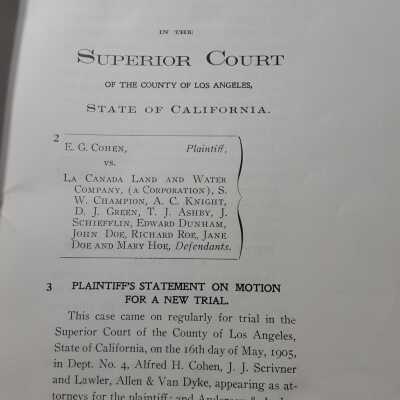 IN THE
SUPERIOR COURT
OF THE COUNTY OF LOS ANGELES,
STATE OF CALIFORNIA.
2
E. G. COHEN, Plaintiff,
vs.
LA CANADA LAND AND WATER
COMPANY, (A CORPORATION), S.
W. CHAMPION, A. C. KNIGHT,
D. J. GREEN, T. J. ASHBY, J.
SCHIEFFLIN, EDWARD DUNHAM,
JOHN DOE, RICHARD ROE, JANE
DOE AND MARY HOE, Defendants.
3 PLAINTIFF'S STATEMENT ON MOTION
FOR A NEW TRIAL.
This case came on regularly for trial in the
Superior Court of the County of Los Angeles,
State of California, on the 16th day of May, 1905,
in Dept. No. 4, Alfred H. Cohen, J. J. Scrivner
and Lawler, Allen & Van Dyke, appearing as at-
torneys for the plaintiff; and